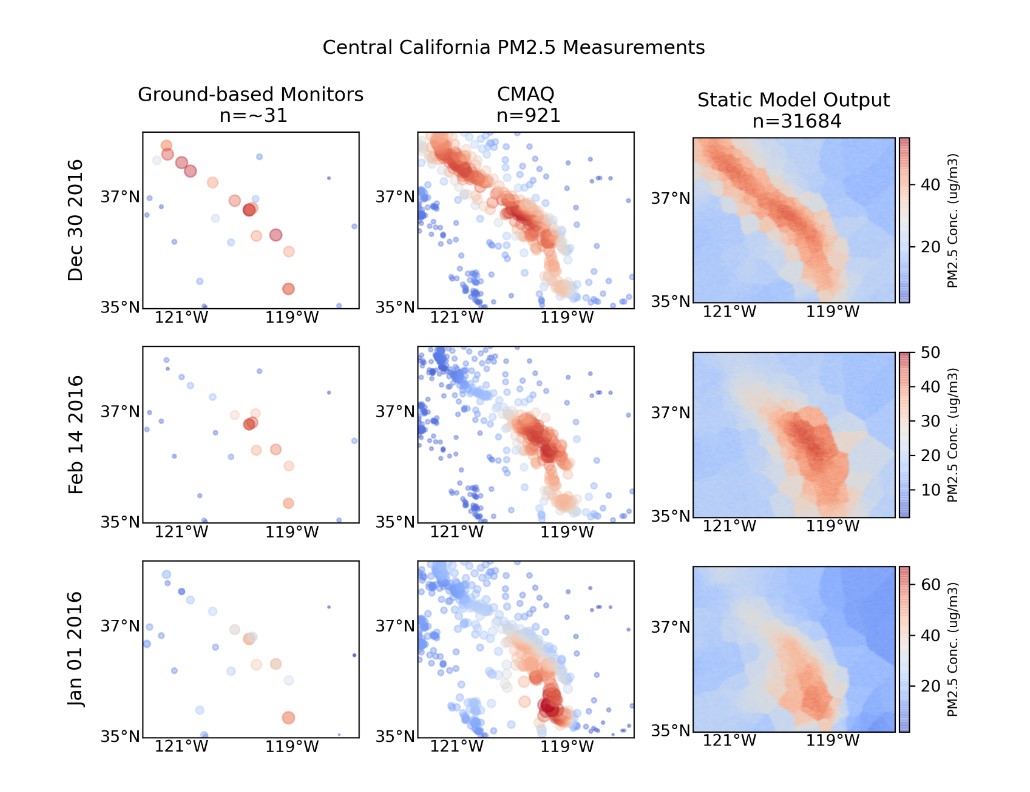 Central California PM2.5 Measurements
Ground-based Monitors
n=~31
CMAQ
n=921
Static Model Output
n=31684
Dec 30 2016
37°N
35°N
121°W
119°W
37°N
35°N
121°W
119°W
37°N
35°N
121°W
119°W
40
20
PM2.5 Conc. (ug/m3)
Feb 14 2016
37°N
35°N
121°W
119°W
37°N
35°N
121°W
119°W
37°N
35°N
121°W
119°W
50
40
30
20
10
PM2.5 Conc. (ug/m3)
Jan 01 2016
37°N
35°N
121°W
119°W
37°N
35°N
121°W
119°W
37°N
35°N
121°W
119°W
60
40
20
PM2.5 Conc. (ug/m3)